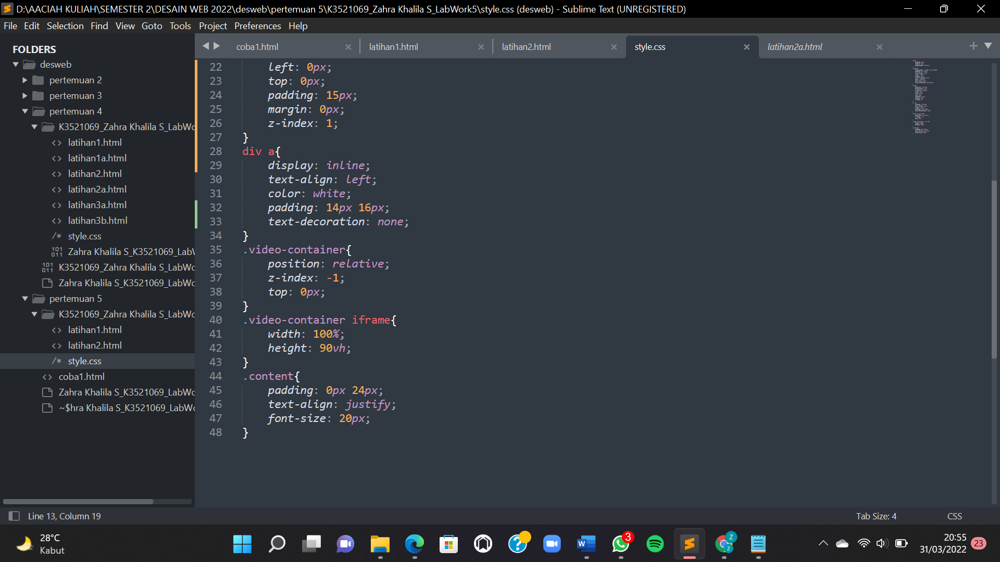 D:\AACIAH KULIAH\SEMESTER 2\DESAIN WEB 2022\desweb\pertemuan 5\K3521069_Zahra Khalila S_LabWork5\style.css (desweb) - Sublime Text (UNREGISTERED)
File Edit Selection Find View Goto Tools Project Preferences Help
FOLDERS
desweb
pertemuan 2
pertemuan 3
pertemuan 4
K3521069_Zahra Khalila S_LabWo
<> latihan1.html
<> latihan1a.html
<> latihan2.html
<> latihan2a.html
<> latihan3a.html
<> latihan3b.html
/* style.css
Zahra Khalila S_K3521069_LabW
K3521069_Zahra Khalila S_LabWo
Zahra Khalila S_K3521069_LabWo
pertemuan 5
K3521069_Zahra Khalila S_LabWo
<> latihan1.html
<> latihan2.html
/* style.css
<> coba1.html
Zahra Khalila S_K3521069_LabWo
~$hra Khalila S_K3521069_LabWo
coba1.html latihan1.html latihan2.html style.css latihan2a.html
22 left: 0px;
23 top: 0px;
24 padding: 15px;
25 margin: 0px;
26 z-index: 1;
27 }
28 div a{
29 display: inline;
30 text-align: left;
31 color: white;
32 padding: 14px 16px;
33 text-decoration: none;
34 }
35 .video-container{
36 position: relative;
37 z-index: -1;
38 top: 0px;
39 }
40 .video-container iframe{
41 width: 100%;
42 height: 90vh;
43 }
44 .content{
45 padding: 0px 24px;
46 text-align: justify;
47 font-size: 20px;
48 }
Line 13, Column 19 Tab Size: 4 CSS
28°C
Kabut
3
20:55
31/03/2022
23